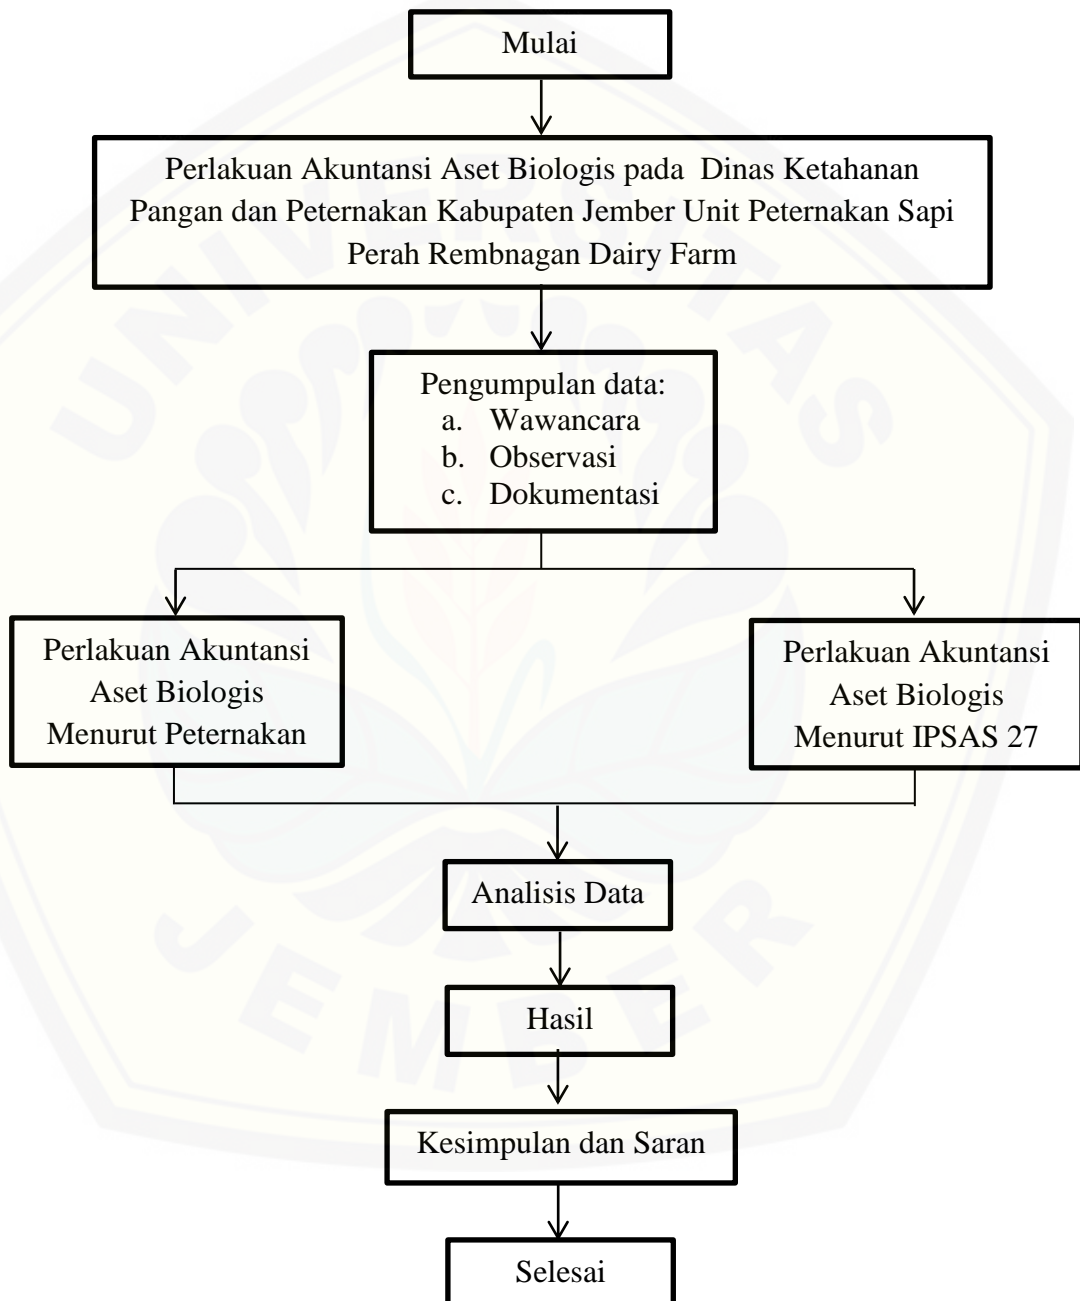 Mulai
Perlakuan Akuntansi Aset Biologis pada Dinas Ketahanan
Pangan dan Peternakan Kabupaten Jember Unit Peternakan Sapi
Perah Rembnagan Dairy Farm
Pengumpulan data:
a. Wawancara
b. Observasi
c. Dokumentasi
Perlakuan Akuntansi
Aset Biologis
Menurut Peternakan
Perlakuan Akuntansi
Aset Biologis
Menurut IPSAS 27
Analisis Data
Hasil
Kesimpulan dan Saran
Selesai
UNIVERSITAS
JEMBER